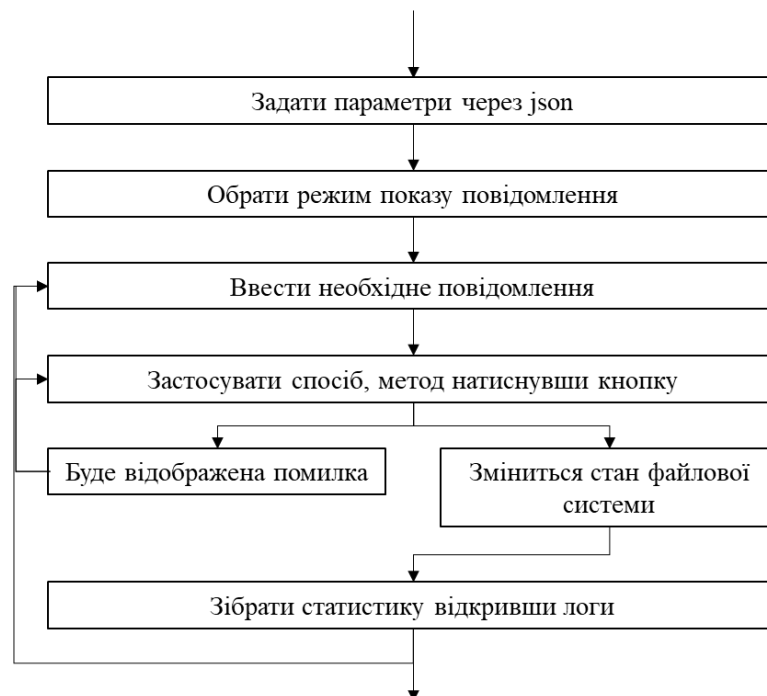 Задати параметри через json
Обрати режим показу повідомлення
Ввести необхідне повідомлення
Застосувати спосіб, метод натиснувши кнопку
Буде відображена помилка
Зміниться стан файлової
системи
Зібрати статистику відкривши логи